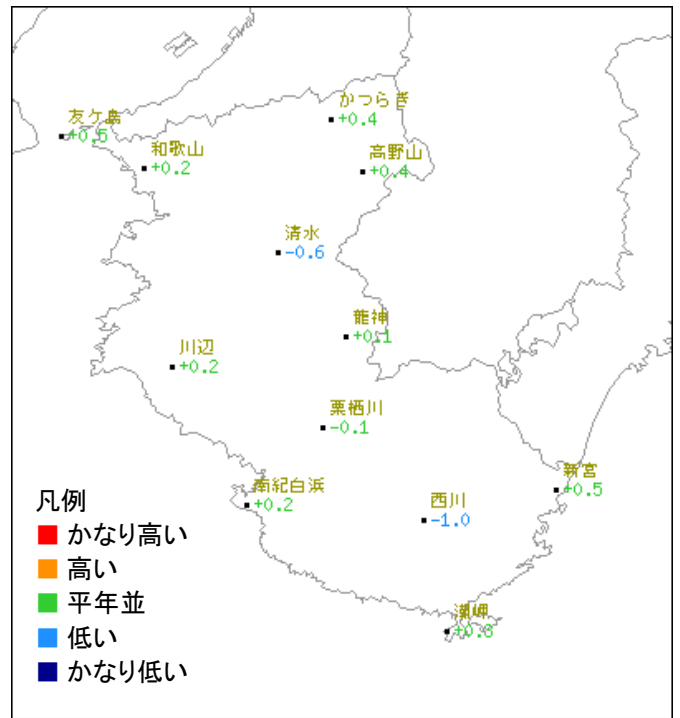 かつらぎ
+0.4
友ケ島
+0.5
和歌山
+0.2
高野山
+0.4
清水
-0.6
龍神
+0.1
川辺
+0.2
栗栖川
-0.1
新宮
+0.5
南紀白浜
+0.2
西川
-1.0
潮岬
+0.3
凡例
かなり高い
高い
平年並
低い
かなり低い